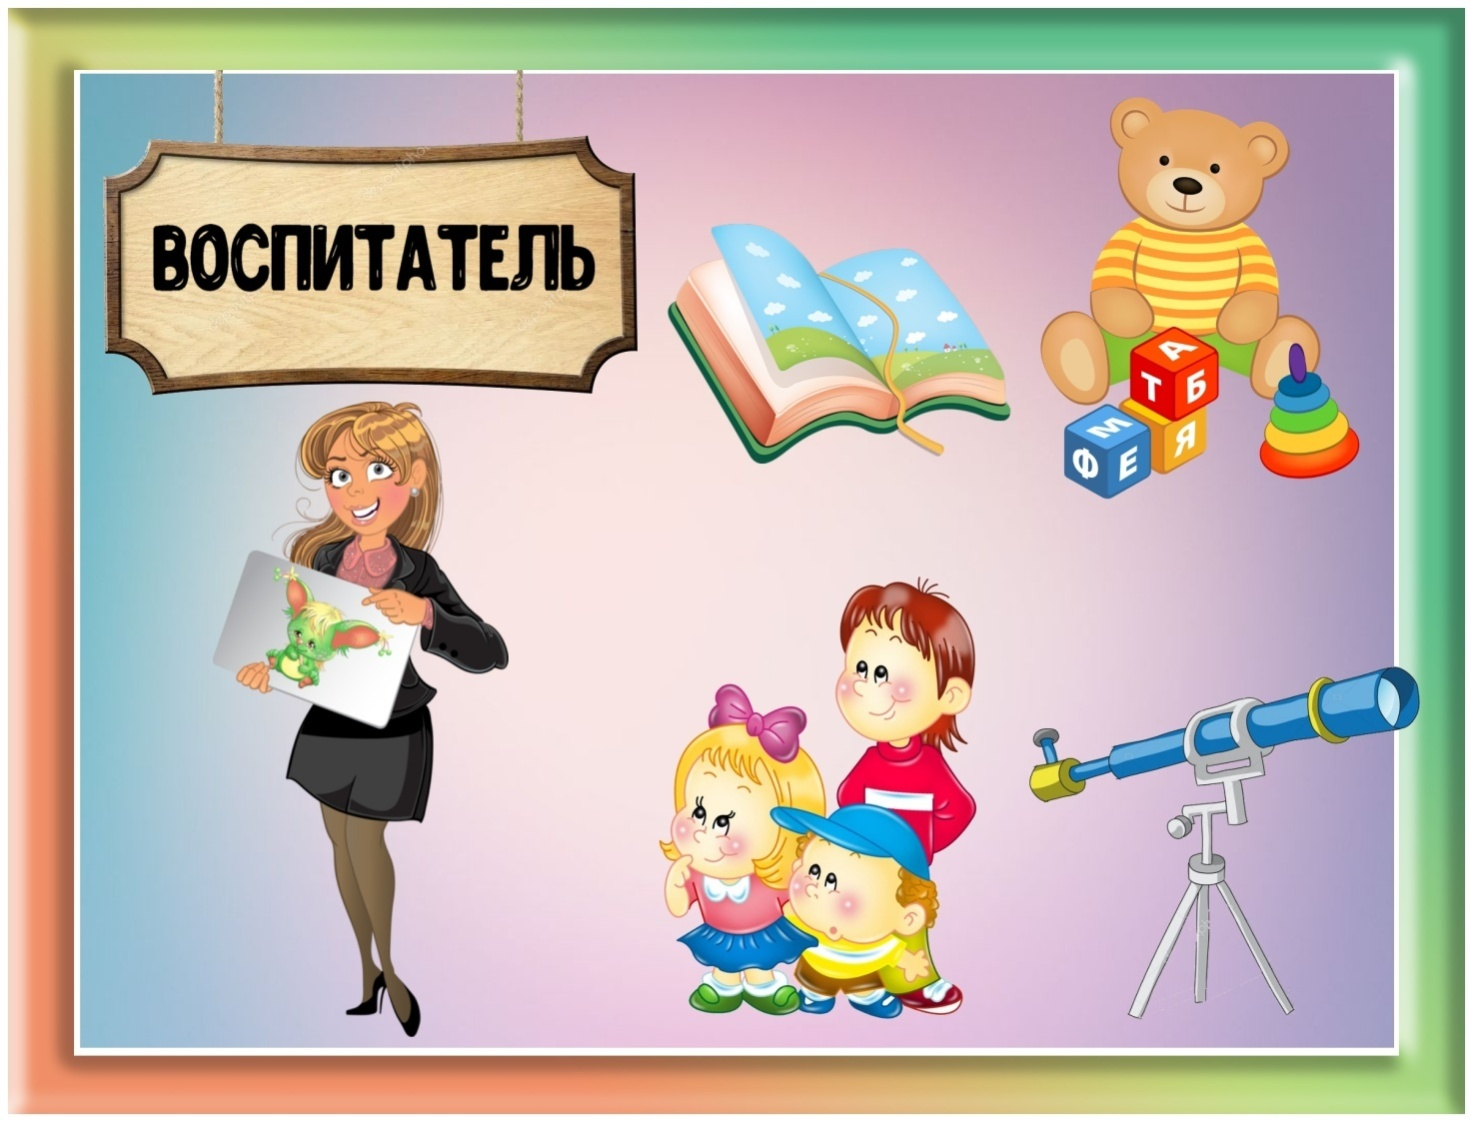 ВОСПИТАТЕЛЬ
А
Т Б
М
Ф Е
Я